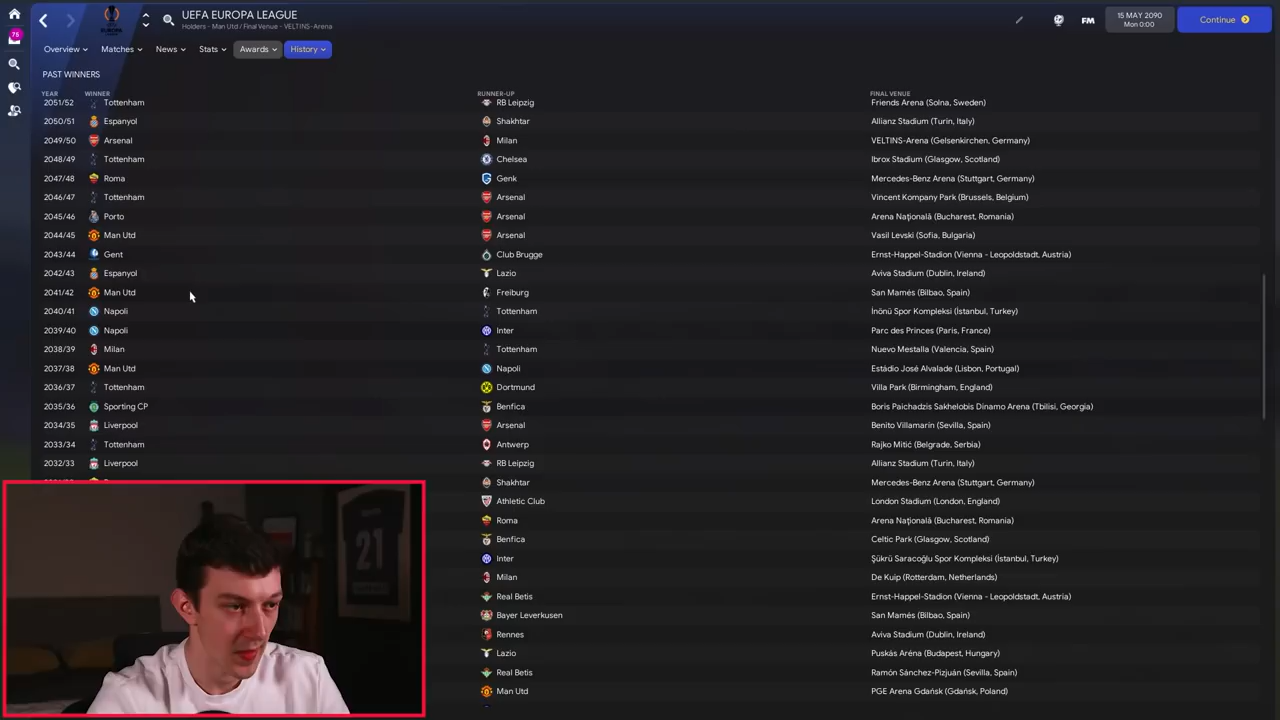 UEFA EUROPA LEAGUE
Holders - Man Utd / Final Venue - VELTINS-Arena
FM
15 MAY 2090
Mon 0:00
Continue
75
Overview
Matches
News
Stats
Awards
History
PAST WINNERS
YEAR WINNER RUNNER-UP FINAL VENUE
2051/52 Tottenham RB Leipzig Friends Arena (Solna, Sweden)
2050/51 Espanyol Shakhtar Allianz Stadium (Turin, Italy)
2049/50 Arsenal Milan VELTINS-Arena (Gelsenkirchen, Germany)
2048/49 Tottenham Chelsea Ibrox Stadium (Glasgow, Scotland)
2047/48 Roma Genk Mercedes-Benz Arena (Stuttgart, Germany)
2046/47 Tottenham Arsenal Vincent Kompany Park (Brussels, Belgium)
2045/46 Porto Arsenal Arena Naţională (Bucharest, Romania)
2044/45 Man Utd Arsenal Vasil Levski (Sofia, Bulgaria)
2043/44 Gent Club Brugge Ernst-Happel-Stadion (Vienna - Leopoldstadt, Austria)
2042/43 Espanyol Lazio Aviva Stadium (Dublin, Ireland)
2041/42 Man Utd Freiburg San Mamés (Bilbao, Spain)
2040/41 Napoli Tottenham İnönü Spor Kompleksi (İstanbul, Turkey)
2039/40 Napoli Inter Parc des Princes (Paris, France)
2038/39 Milan Tottenham Nuevo Mestalla (Valencia, Spain)
2037/38 Man Utd Napoli Estádio José Alvalade (Lisbon, Portugal)
2036/37 Tottenham Dortmund Villa Park (Birmingham, England)
2035/36 Sporting CP Benfica Boris Paichadzis Sakhelobis Dinamo Arena (Tbilisi, Georgia)
2034/35 Liverpool Arsenal Benito Villamarín (Sevilla, Spain)
2033/34 Tottenham Antwerp Rajko Mitić (Belgrade, Serbia)
2032/33 Liverpool RB Leipzig Allianz Stadium (Turin, Italy)
Shakhtar Mercedes-Benz Arena (Stuttgart, Germany)
Athletic Club London Stadium (London, England)
Roma Arena Naţională (Bucharest, Romania)
Benfica Celtic Park (Glasgow, Scotland)
Inter Şükrü Saracoğlu Spor Kompleksi (İstanbul, Turkey)
Milan De Kuip (Rotterdam, Netherlands)
Real Betis Ernst-Happel-Stadion (Vienna - Leopoldstadt, Austria)
Bayer Leverkusen San Mamés (Bilbao, Spain)
Rennes Aviva Stadium (Dublin, Ireland)
Lazio Puskás Aréna (Budapest, Hungary)
Real Betis Ramón Sánchez-Pizjuán (Sevilla, Spain)
Man Utd PGE Arena Gdańsk (Gdańsk, Poland)
21